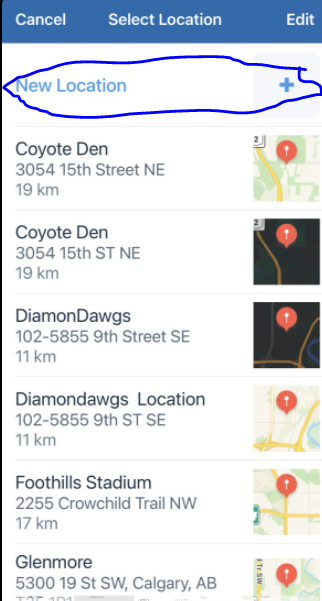 Cancel Select Location Edit
New Location
Coyote Den
3054 15th Street NE
19 km
2
Coyote Den
3054 15th ST NE
19 km
2
DiamonDawgs
102-5855 9th Street SE
11 km
Diamondawgs Location
102-5855 9th ST SE
11 km
Foothills Stadium
2255 Crowchild Trail NW
17 km
Glenmore
5300 19 St SW, Calgary, AB